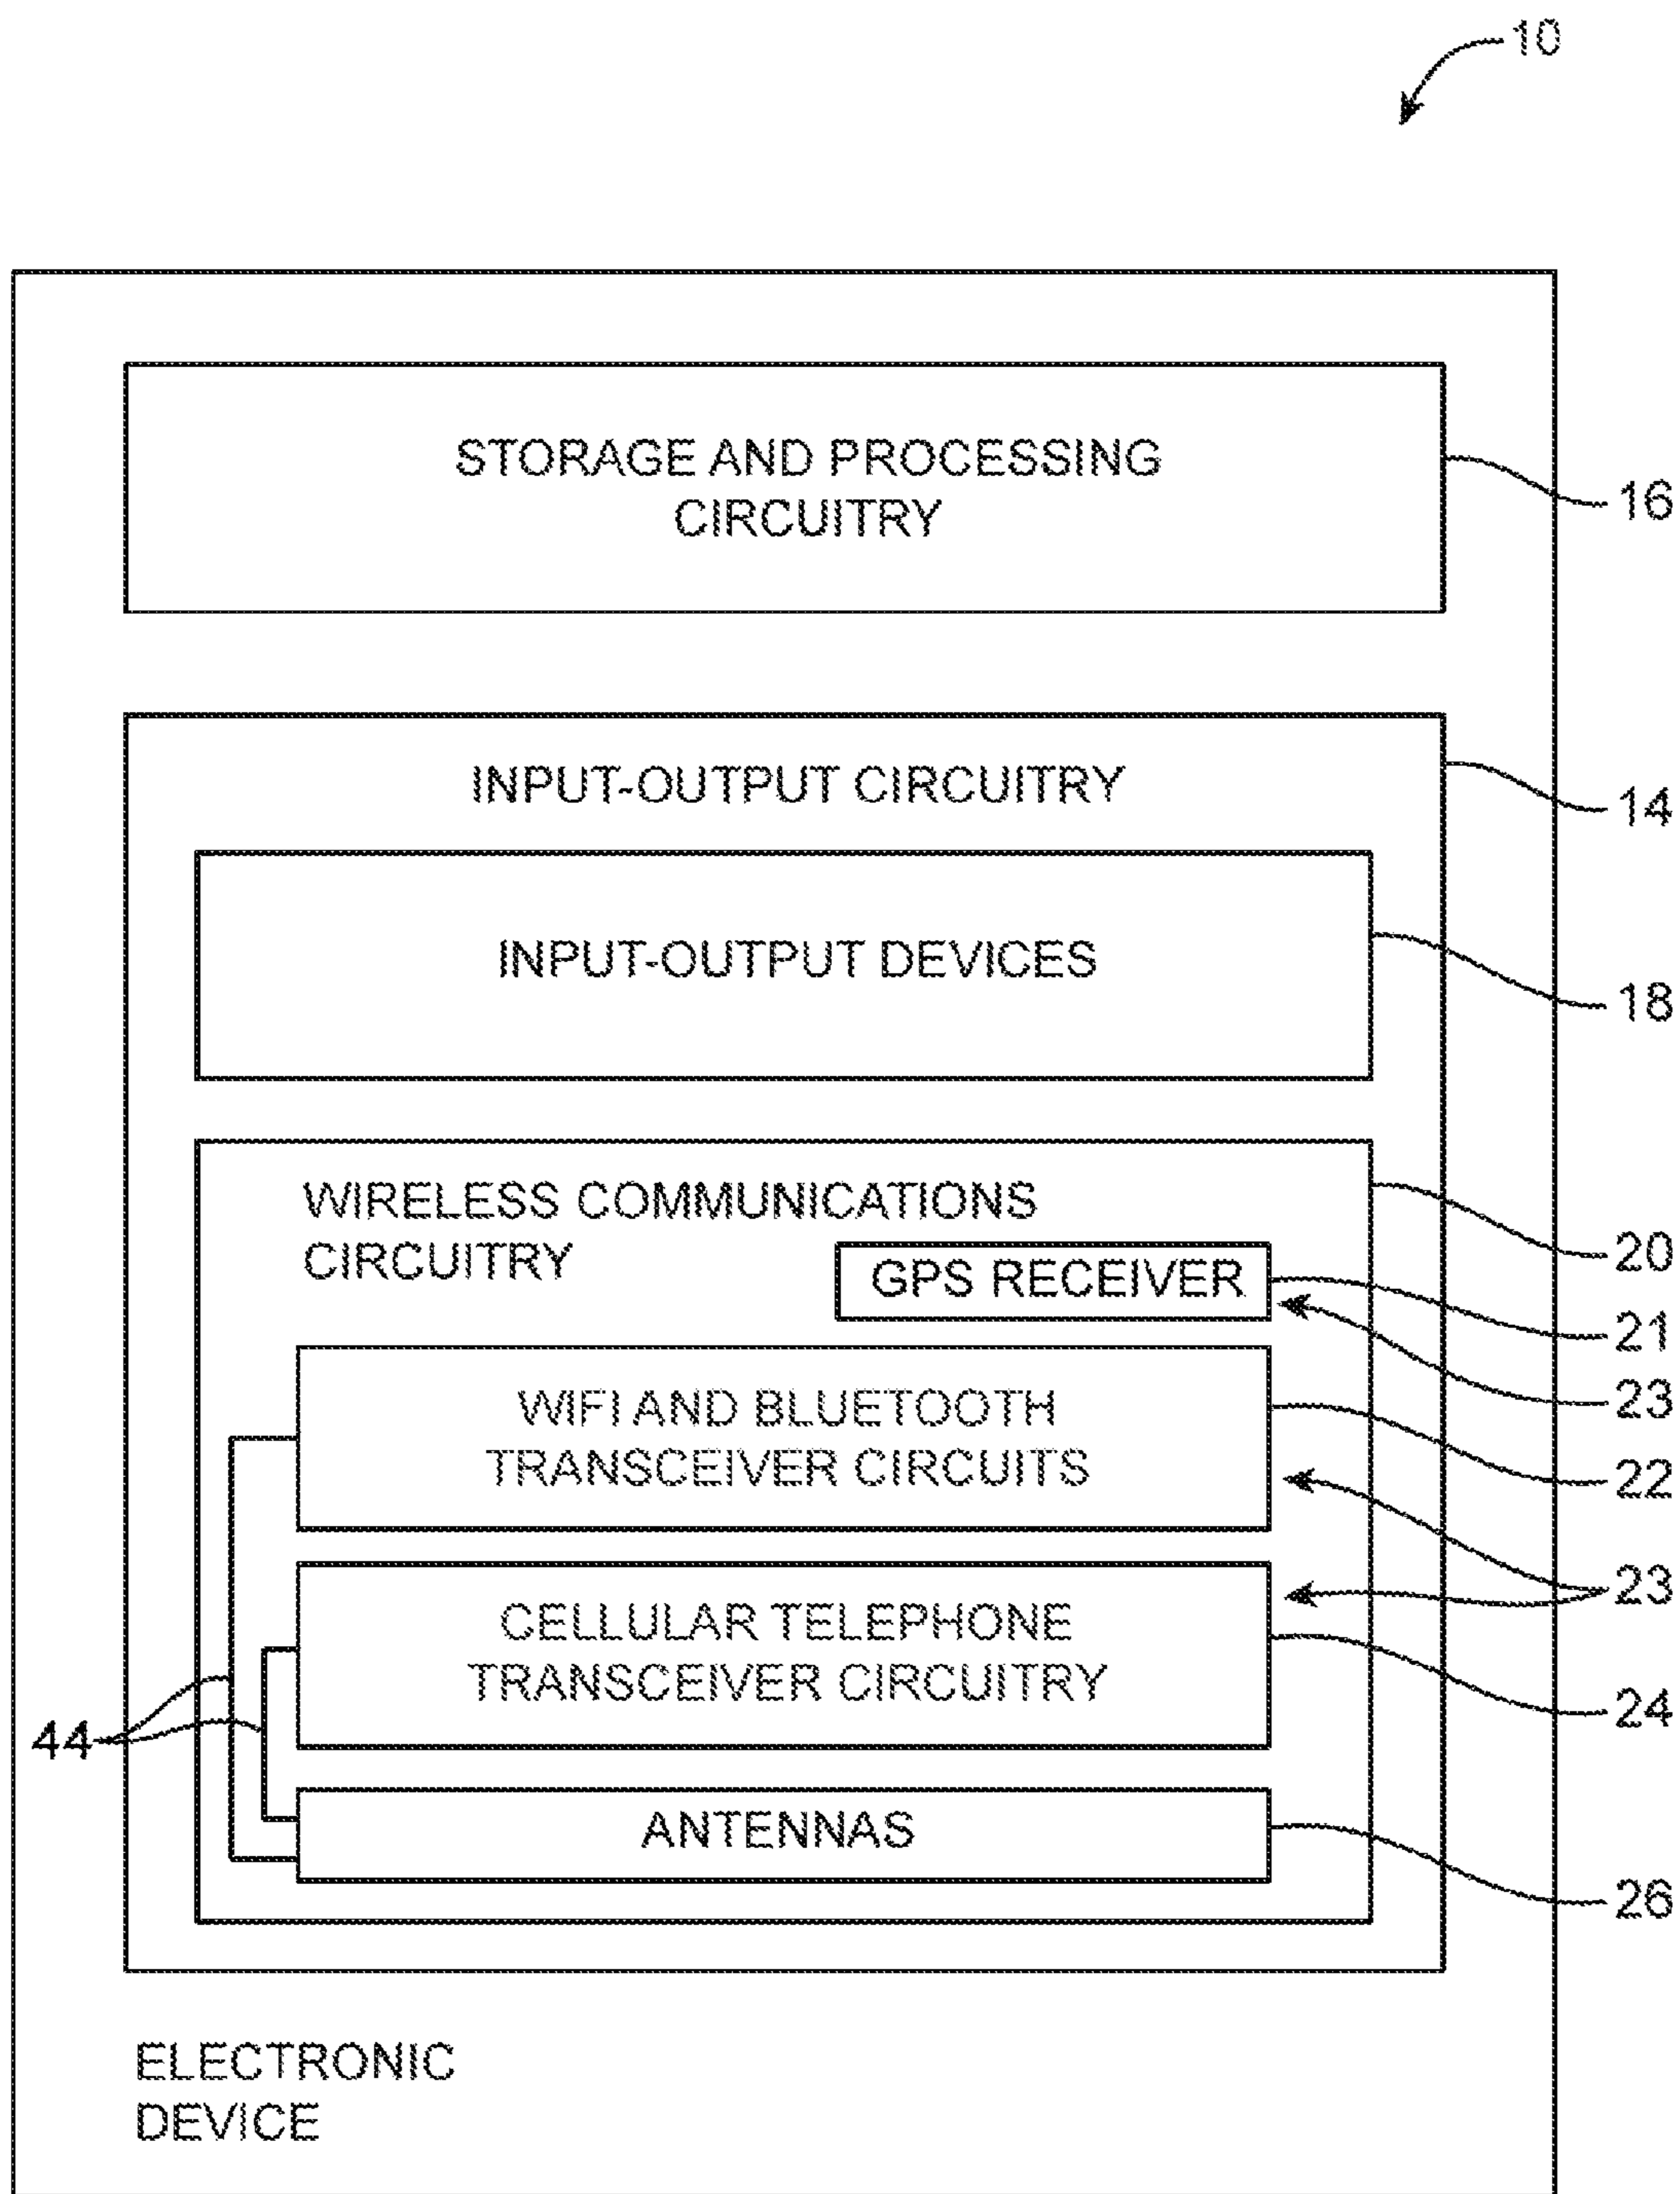 10
STORAGE AND PROCESSING
CIRCUITRY
16
INPUT-OUTPUT CIRCUITRY
14
INPUT-OUTPUT DEVICES
18
WIRELESS COMMUNICATIONS
CIRCUITRY
20
GPS RECEIVER
21
23
WIFI AND BLUETOOTH
TRANSCEIVER CIRCUITS
22
23
CELLULAR TELEPHONE
TRANSCEIVER CIRCUITRY
24
44
ANTENNAS
26
ELECTRONIC
DEVICE